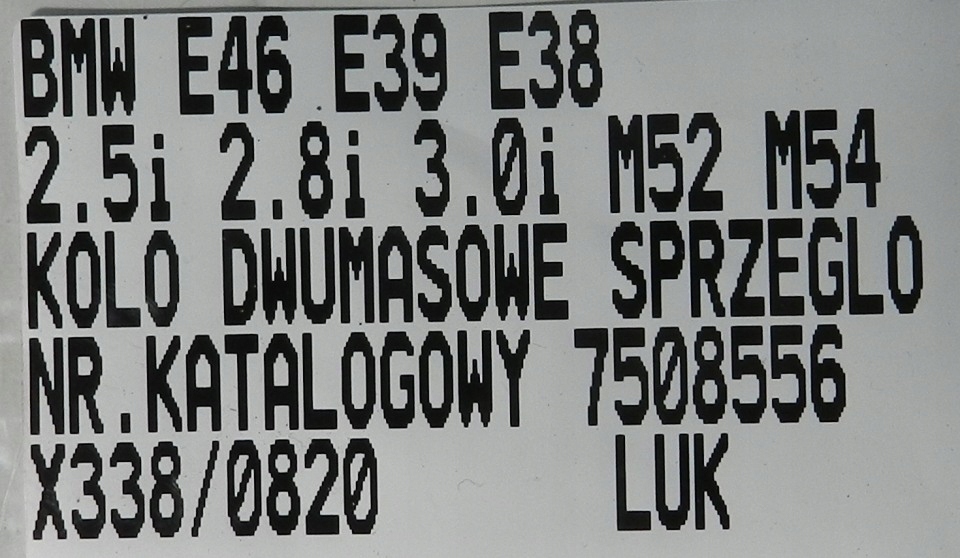 BMW E46 E39 E38
2.5i 2.8i 3.0i M52 M54
KOLO DWUMASOWE SPRZEGLO
NR.KATALOGOWY 7508556
X338/0820 LUK